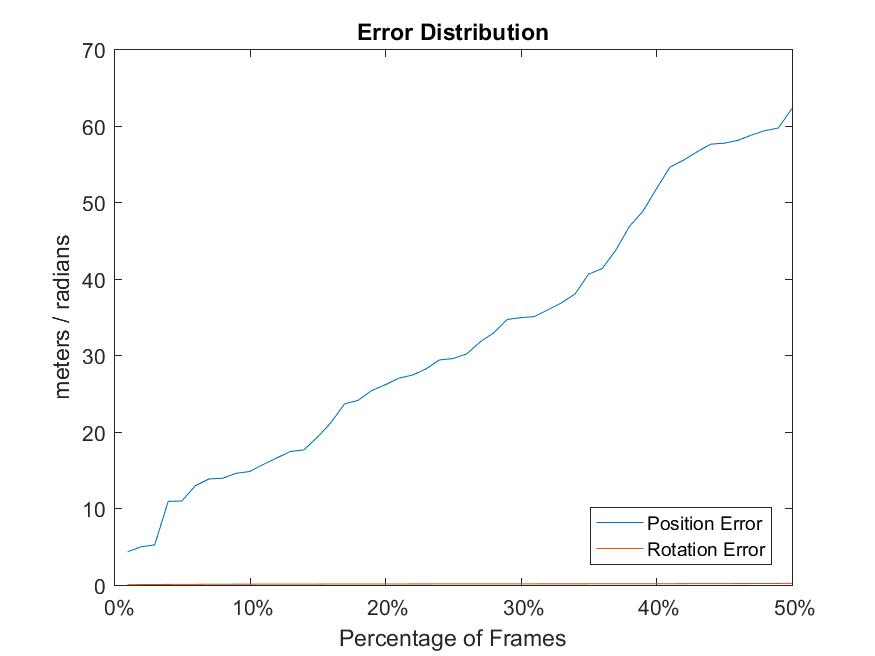 Error Distribution
70
60
50
40
30
20
10
0
meters / radians
Position Error
Rotation Error
0% 10% 20% 30% 40% 50%
Percentage of Frames